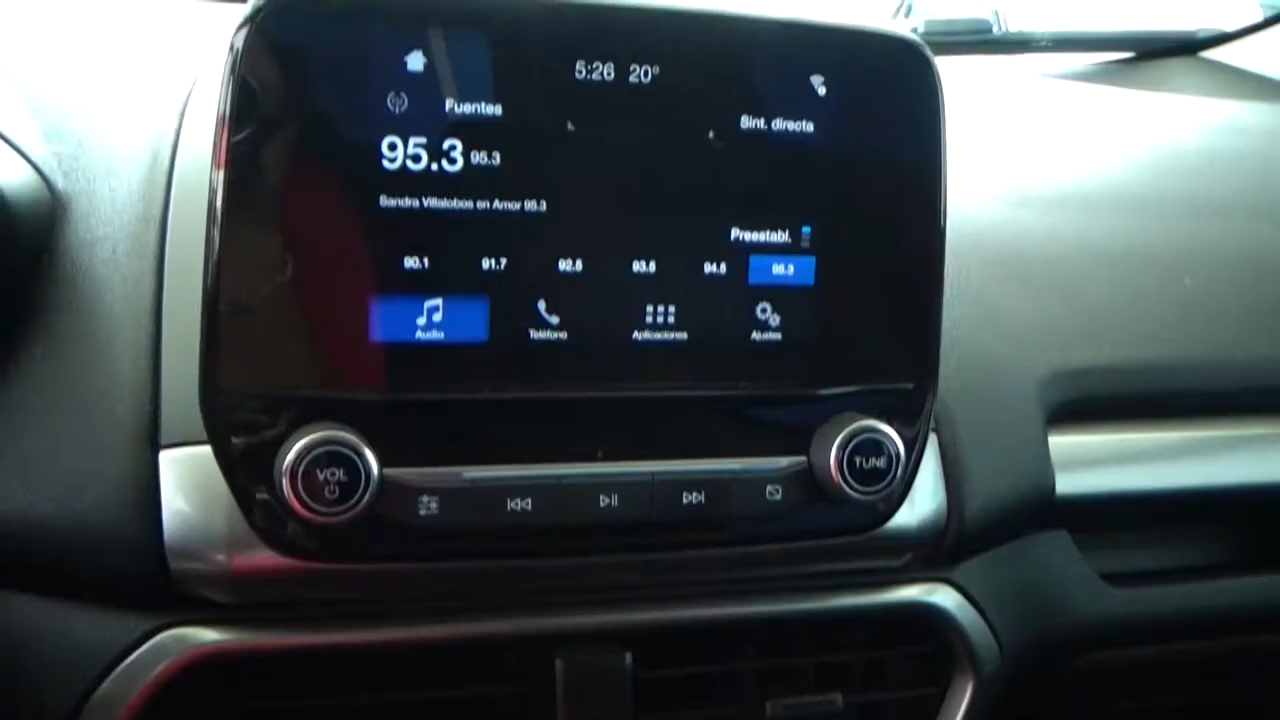 5:26 20°
Fuentes
Sint. directa
95.3 95.3
Sandra Villalobos en Amor 95.3
Preestabl.
90.1 91.7 92.5 93.5 94.5 95.3
Audio Teléfono Aplicaciones Ajustes
VOL
TUNE